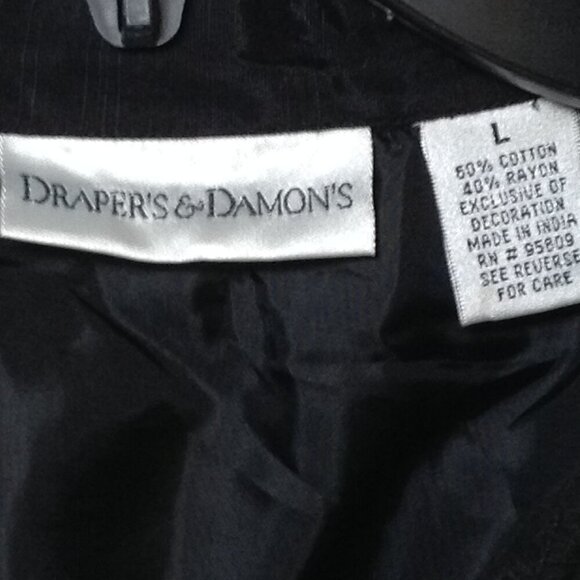 DRAPER'S & DAMON'S
L
60% COTTON
40% RAYON
EXCLUSIVE OF
DECORATION
MADE IN INDIA
RN # 95809
SEE REVERSE
FOR CARE